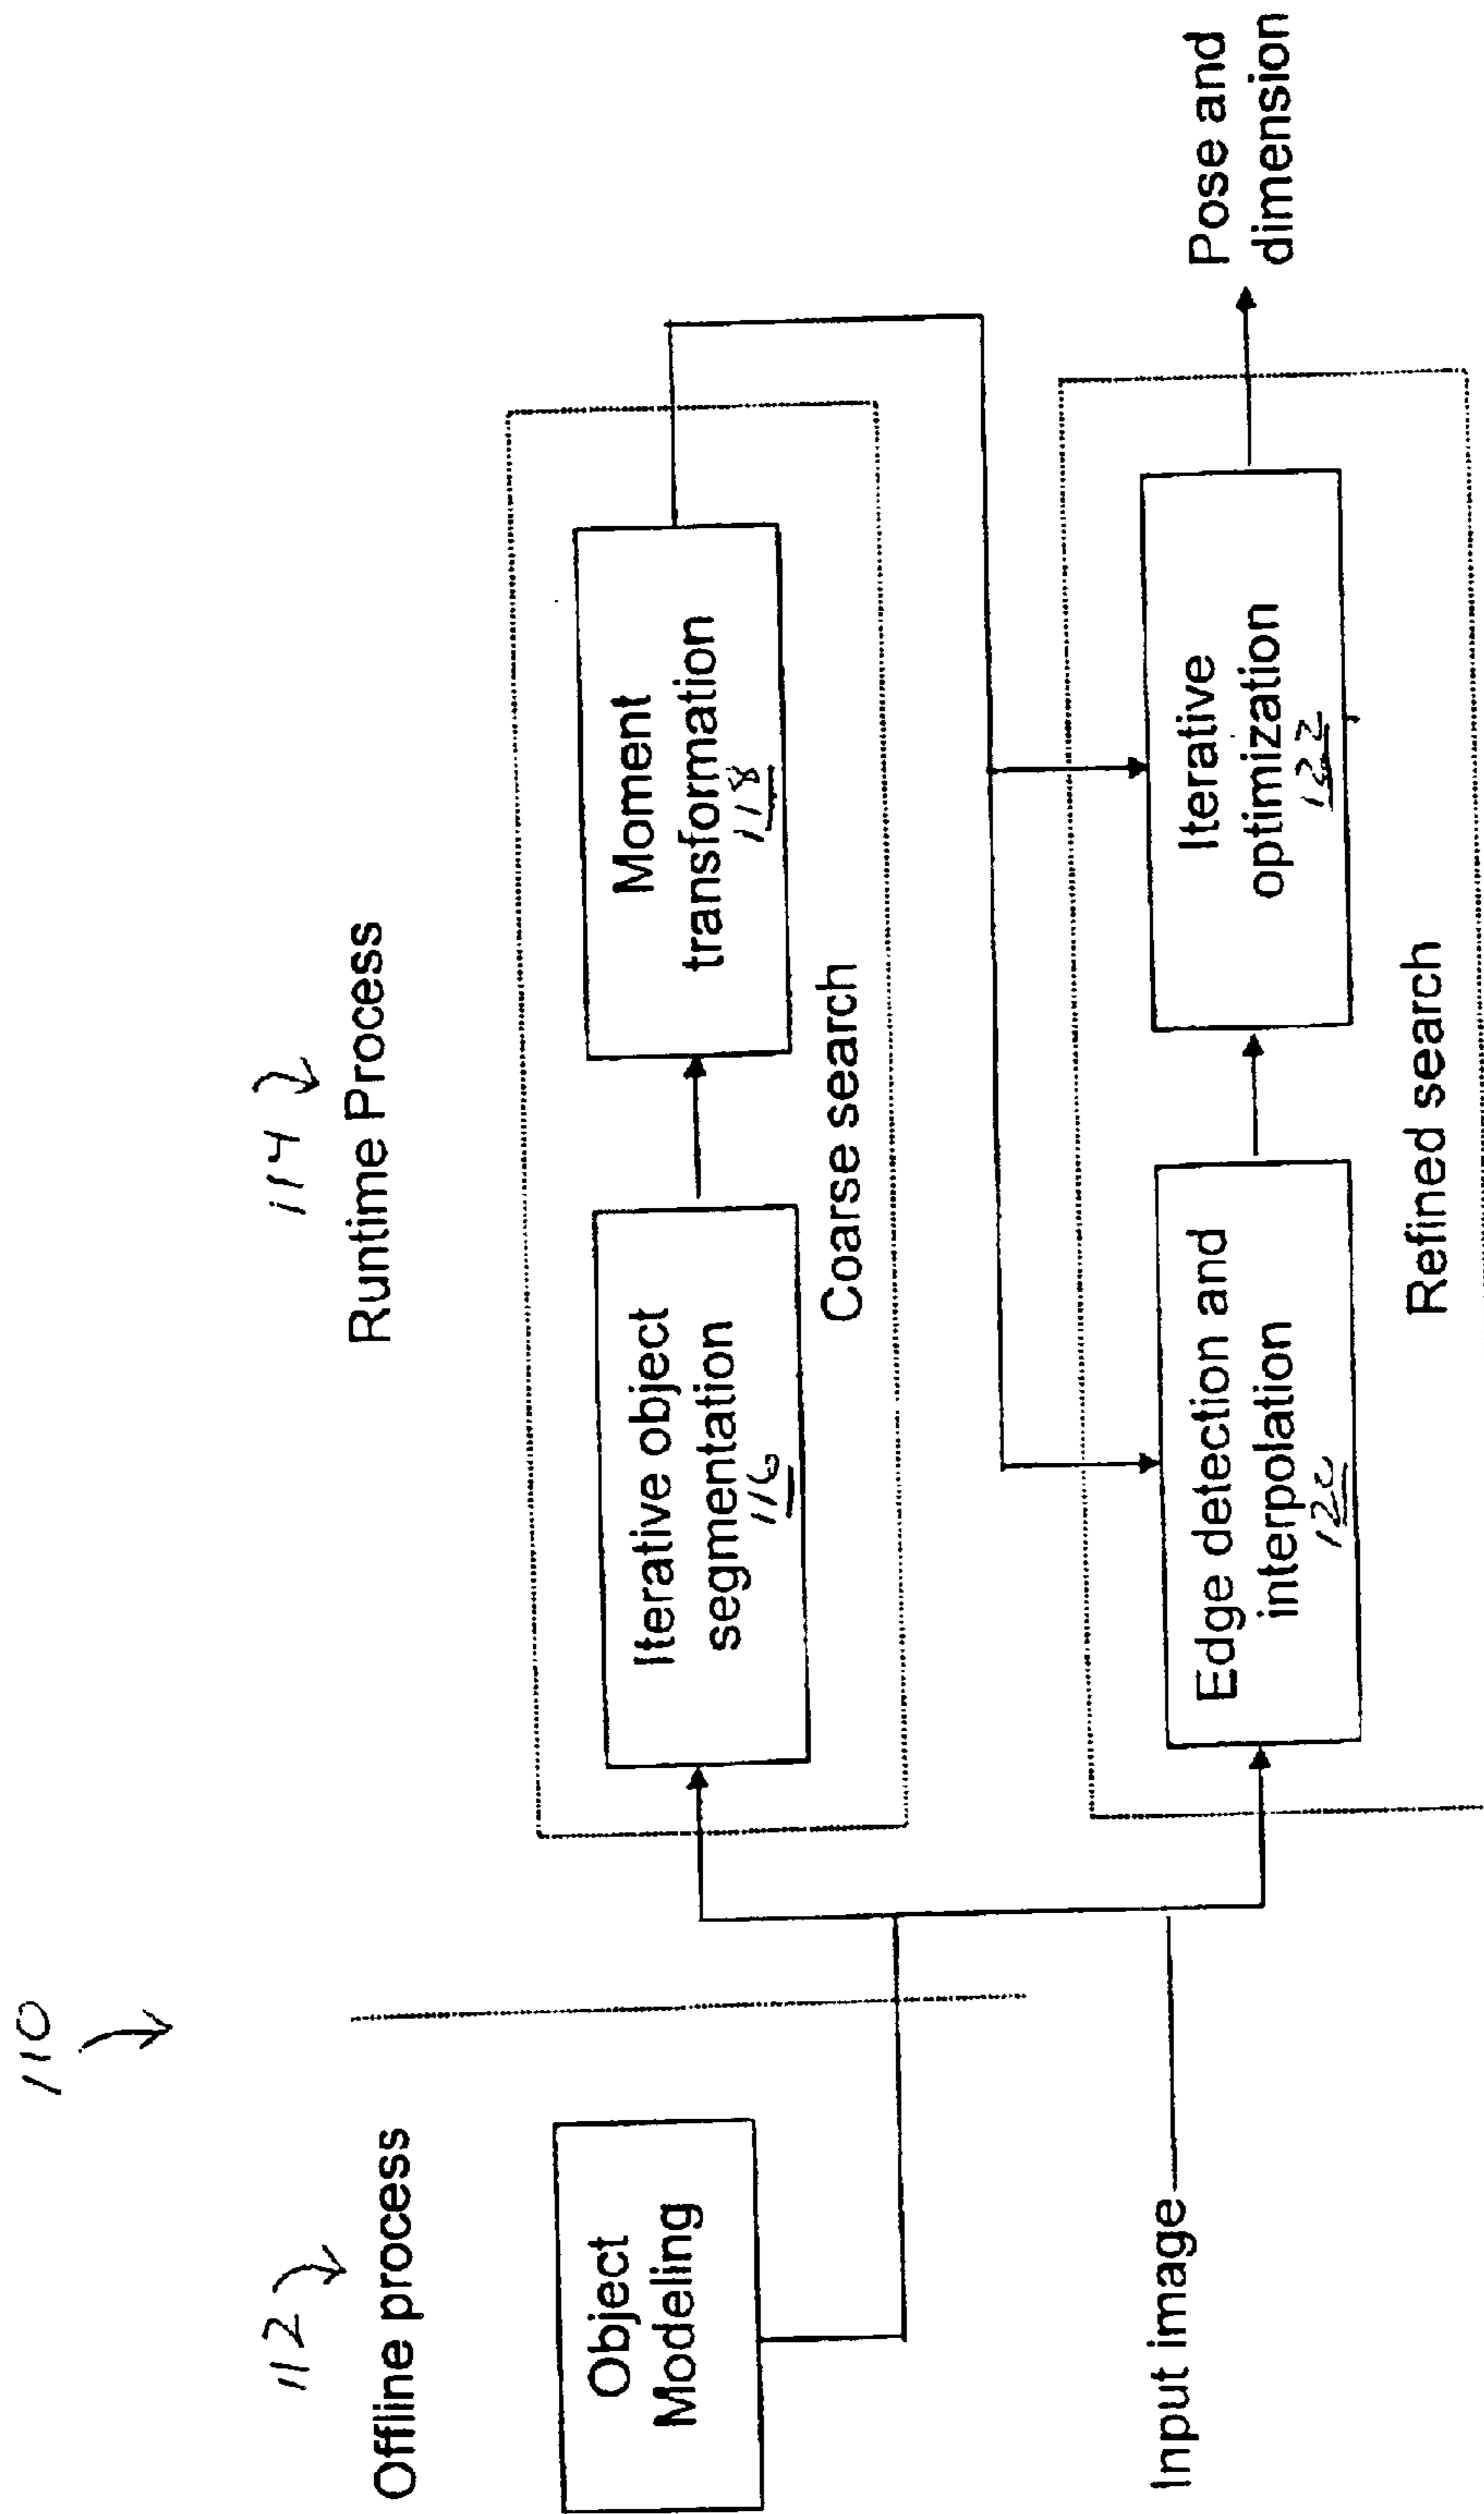 110
112
Offline process
Object
Modeling
Input image
114
Runtime Process
Iterative object
segmentation
116
Moment
transformation
118
Coarse search
Edge detection and
interpolation
120
Iterative
optimization
122
Refined search
Pose and
dimension